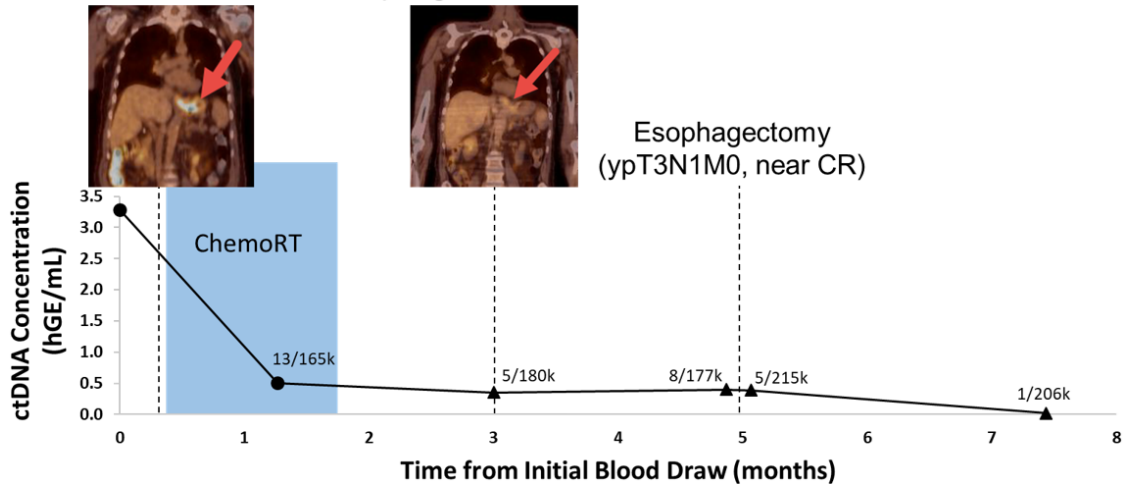 Esophagectomy
(ypT3N1M0, near CR)
ChemoRT
ctDNA Concentration
(hGE/mL)
3.5
3.0
2.5
2.0
1.5
1.0
0.5
0.0
13/165k
5/180k
8/177k
5/215k
1/206k
0 1 2 3 4 5 6 7 8
Time from Initial Blood Draw (months)